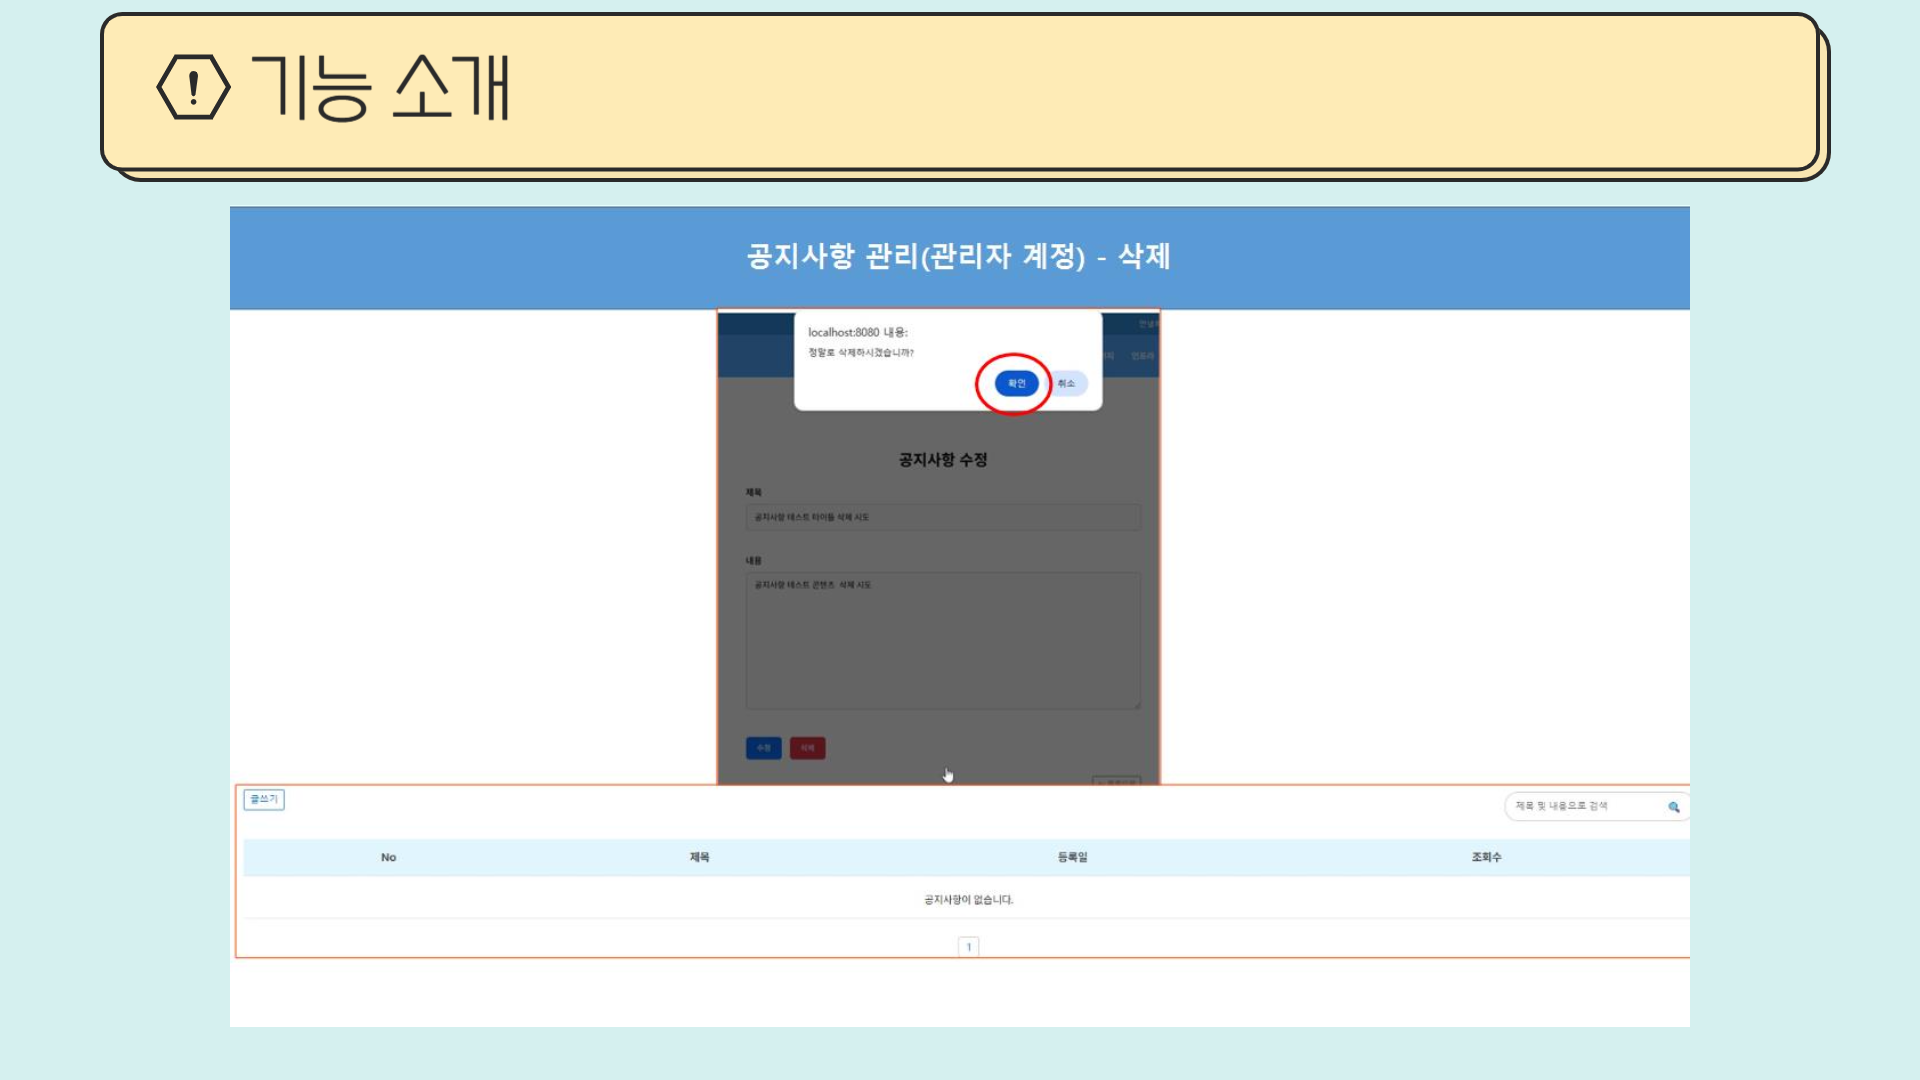 기능 소개
공지사항 관리(관리자 계정) - 삭제
localhost:8080 내용:
정말로 삭제하시겠습니까?
확인
취소
공지사항 수정
제목
공지사항 테스트 타이틀 삭제 시도
내용
공지사항 테스트 콘텐츠 삭제 시도
수정
삭제
글쓰기
제목 및 내용으로 검색
No
제목
등록일
조회수
공지사항이 없습니다.
1